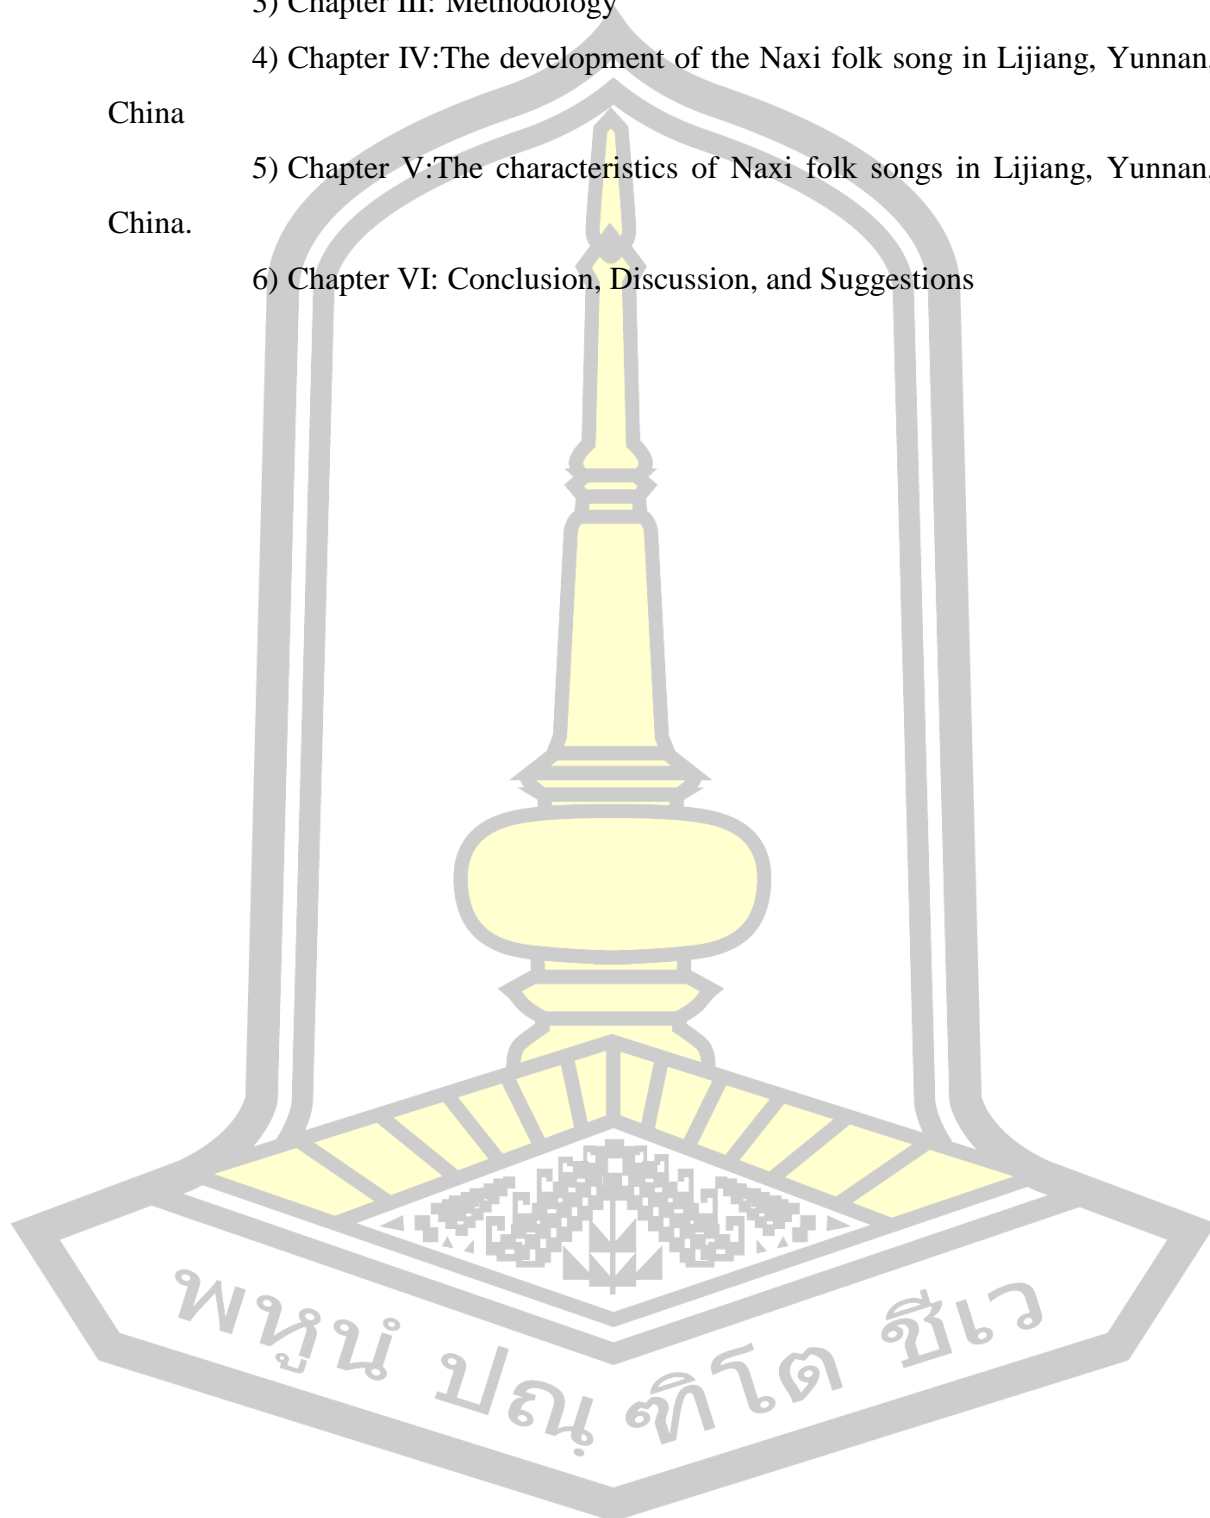 3) Chapter III: Methodology
4) Chapter IV:The development of the Naxi folk song in Lijiang, Yunnan,
China
5) Chapter V:The characteristics of Naxi folk songs in Lijiang, Yunnan,
China.
6) Chapter VI: Conclusion, Discussion, and Suggestions
พหูนํ ปณฺฑิโต ชีเว